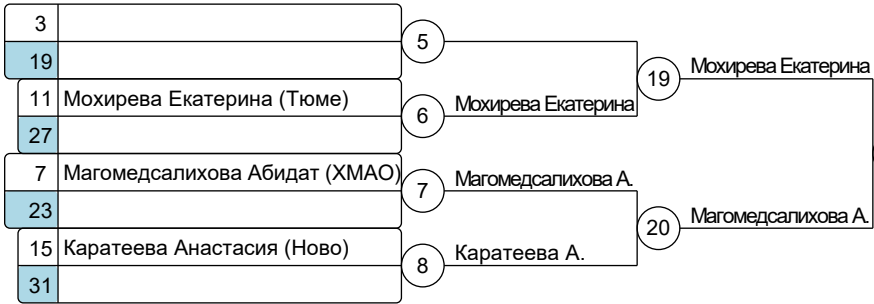 3
5
19
19
Мохирева Екатерина
11 Мохирева Екатерина (Тюме)
6
Мохирева Екатерина
27
7 Магомедсалихова Абидат (ХМАО)
7
Магомедсалихова А.
23
20
Магомедсалихова А.
15 Каратеева Анастасия (Ново)
8
Каратеева А.
31